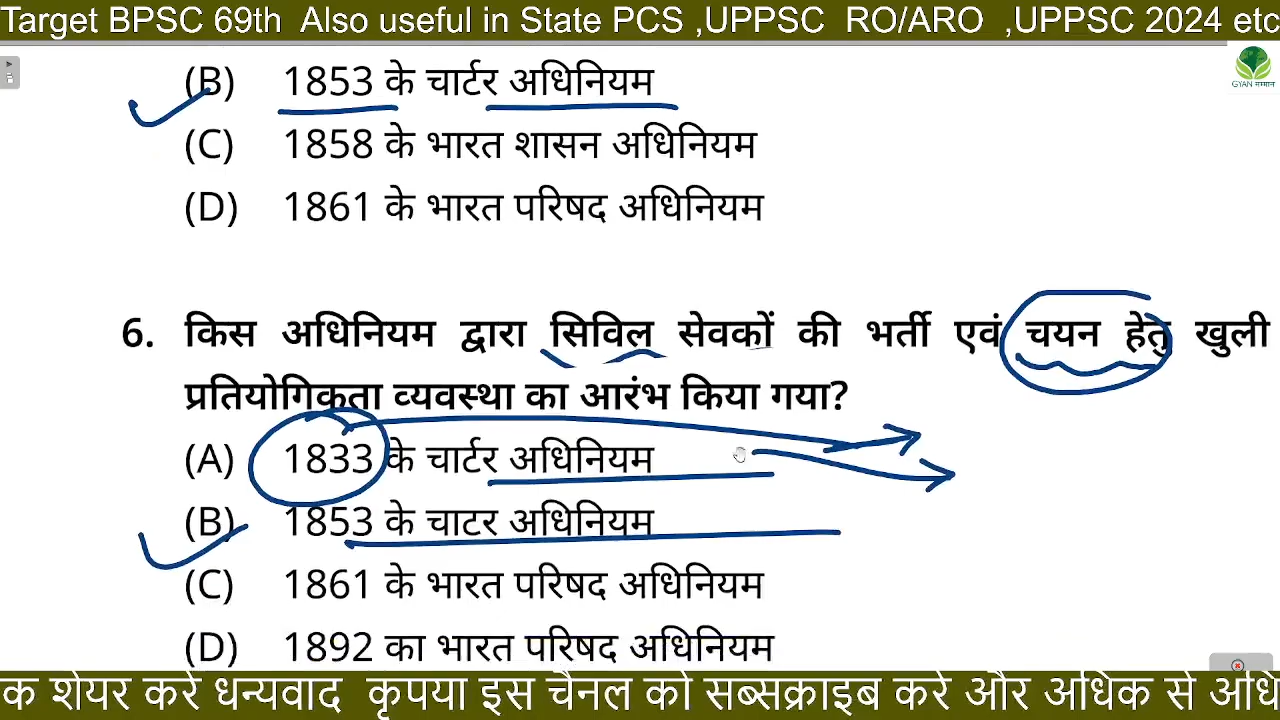 Target BPSC 69th Also useful in State PCS ,UPPSC RO/ARO ,UPPSC 2024 etc
GYAN सम्मान
(B) 1853 के चार्टर अधिनियम
(C) 1858 के भारत शासन अधिनियम
(D) 1861 के भारत परिषद अधिनियम
6. किस अधिनियम द्वारा सिविल सेवकों की भर्ती एवं चयन हेतु खुली
प्रतियोगिकता व्यवस्था का आरंभ किया गया?
(A) 1833 के चार्टर अधिनियम
(B) 1853 के चाटर अधिनियम
(C) 1861 के भारत परिषद अधिनियम
(D) 1892 का भारत परिषद अधिनियम
क शेयर करें धन्यवाद कृपया इस चैनल को सब्सक्राइब करें और अधिक से अधि